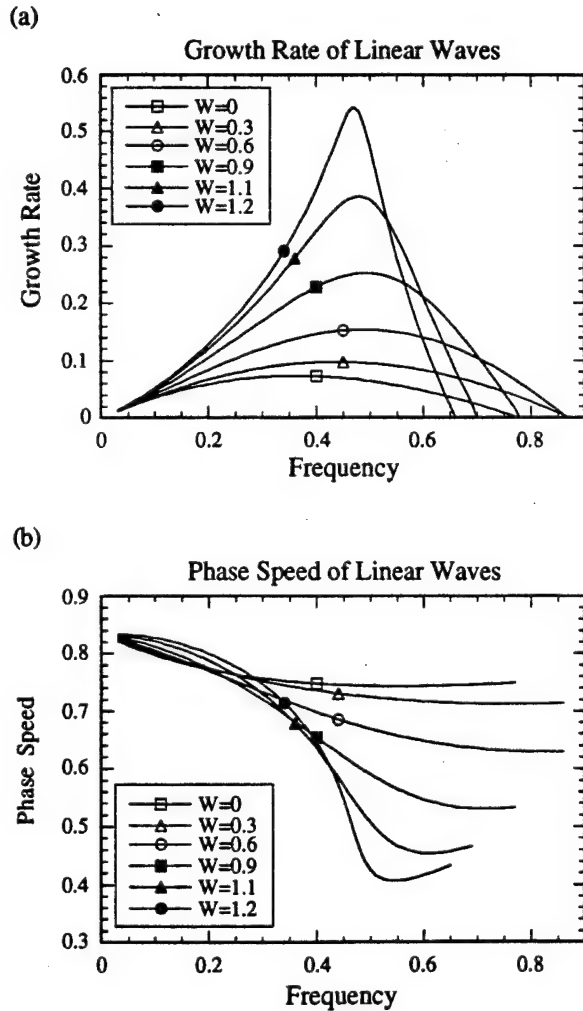 (a)
Growth Rate of Linear Waves
0.6
0.5
0.4
0.3
0.2
0.1
0
Growth Rate
W=0
W=0.3
W=0.6
W=0.9
W=1.1
W=1.2
0 0.2 0.4 0.6 0.8
Frequency
(b)
Phase Speed of Linear Waves
0.9
0.8
0.7
0.6
0.5
0.4
0.3
Phase Speed
W=0
W=0.3
W=0.6
W=0.9
W=1.1
W=1.2
0 0.2 0.4 0.6 0.8
Frequency